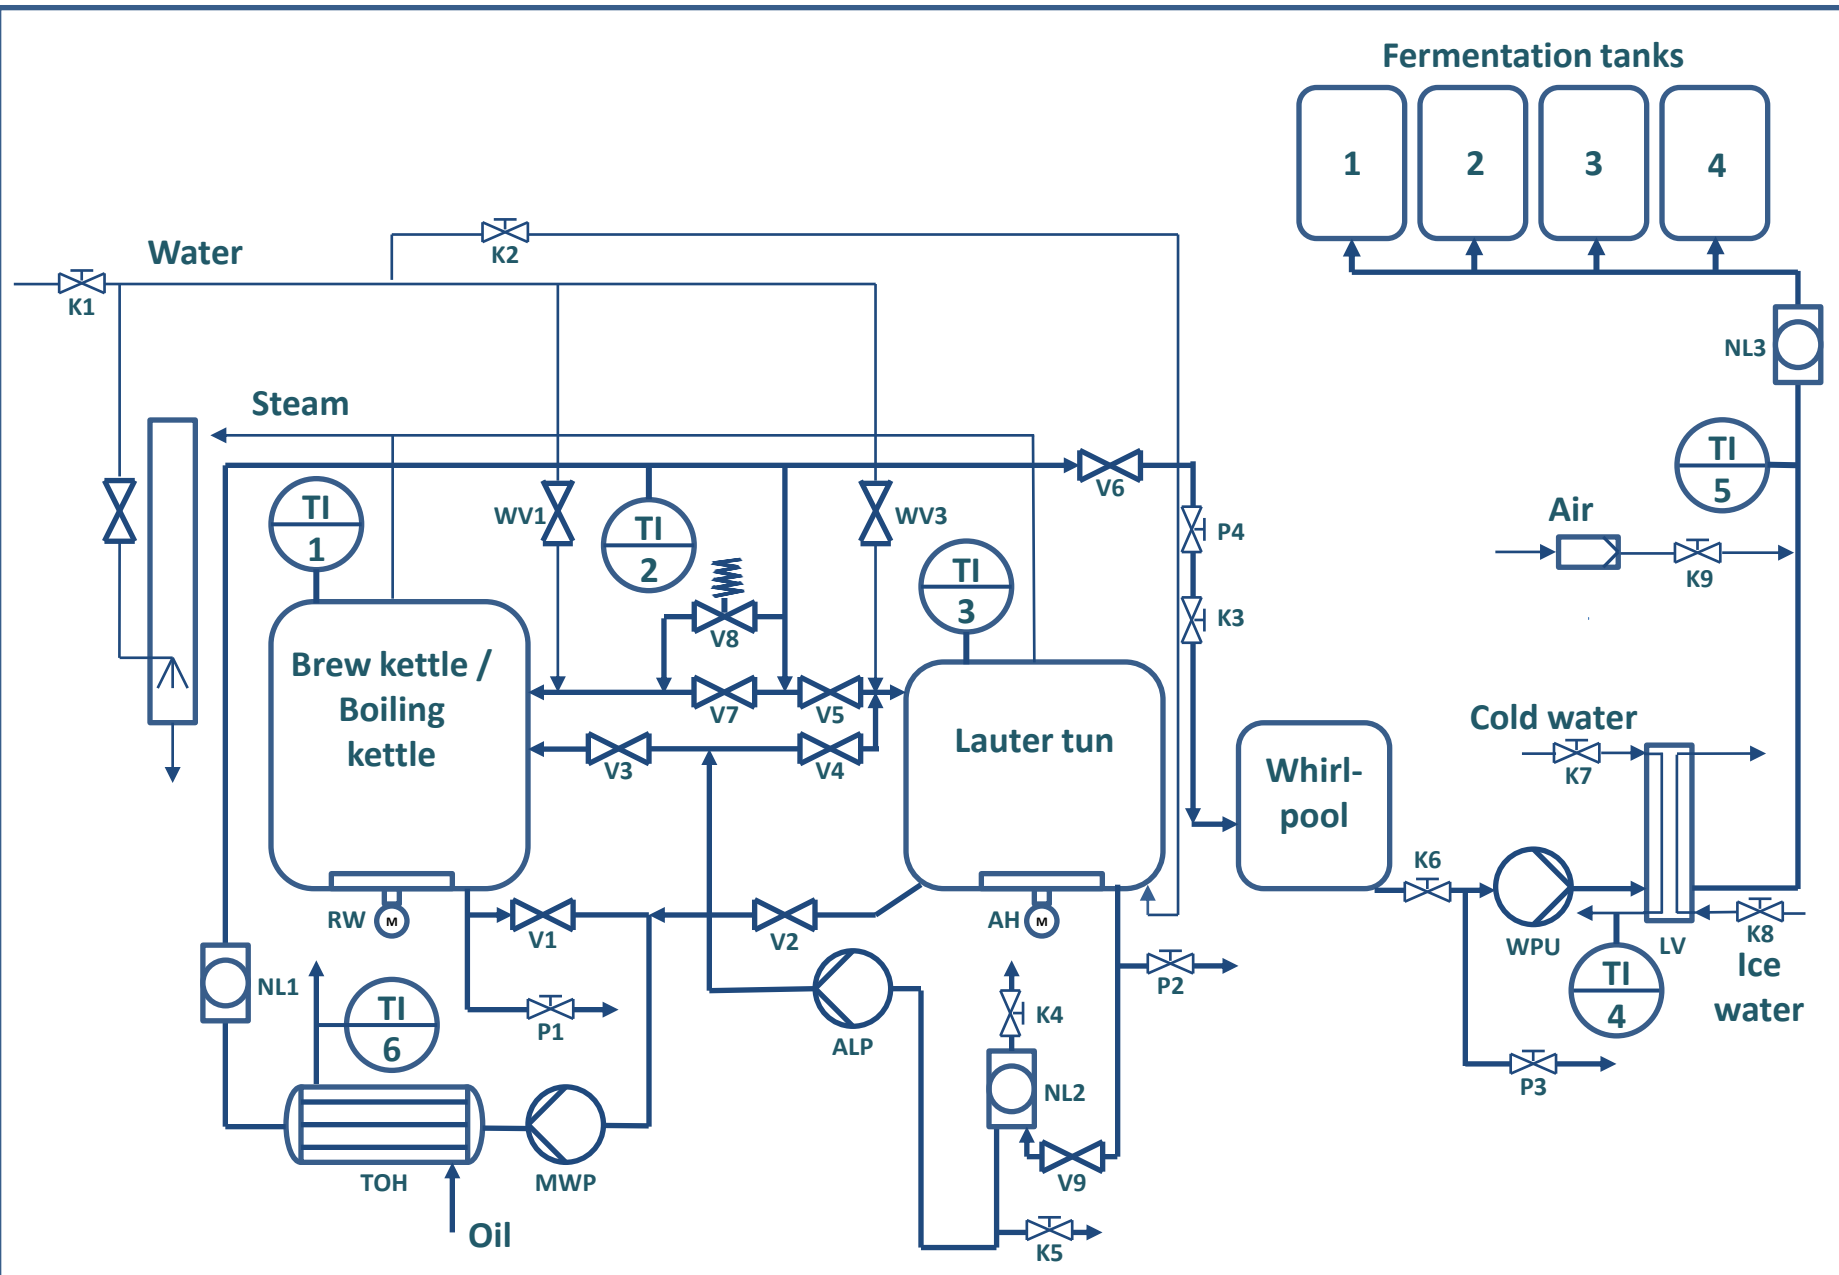 Fermentation tanks
1
2
3
4
Water
K2
K1
NL3
Steam
TI
5
V6
TI
1
WV1
TI
2
WV3
P4
Air
K9
TI
3
V8
K3
Brew kettle /
Boiling
kettle
V7
V5
Lauter tun
Cold water
V3
V4
K7
Whirl-
pool
K6
RW
M
V1
V2
AH
M
WPU
LV
K8
Ice
water
NL1
TI
6
P1
ALP
K4
P2
TI
4
NL2
P3
TOH
MWP
V9
Oil
K5